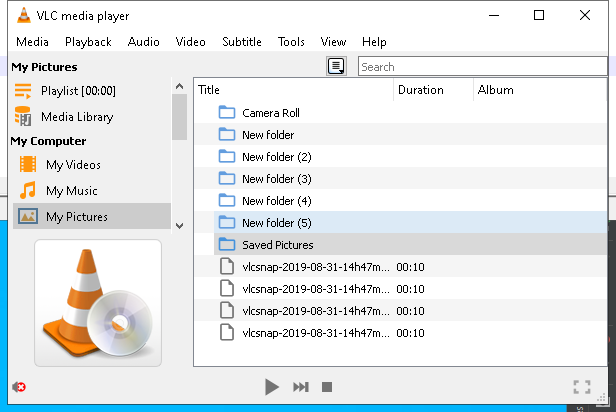 VLC media player
Media Playback Audio Video Subtitle Tools View Help
My Pictures
Search
Playlist [00:00]
Media Library
My Computer
My Videos
My Music
My Pictures
Title Duration Album
Camera Roll
New folder
New folder (2)
New folder (3)
New folder (4)
New folder (5)
Saved Pictures
vlcsnap-2019-08-31-14h47m... 00:10
vlcsnap-2019-08-31-14h47m... 00:10
vlcsnap-2019-08-31-14h47m... 00:10
vlcsnap-2019-08-31-14h47m... 00:10